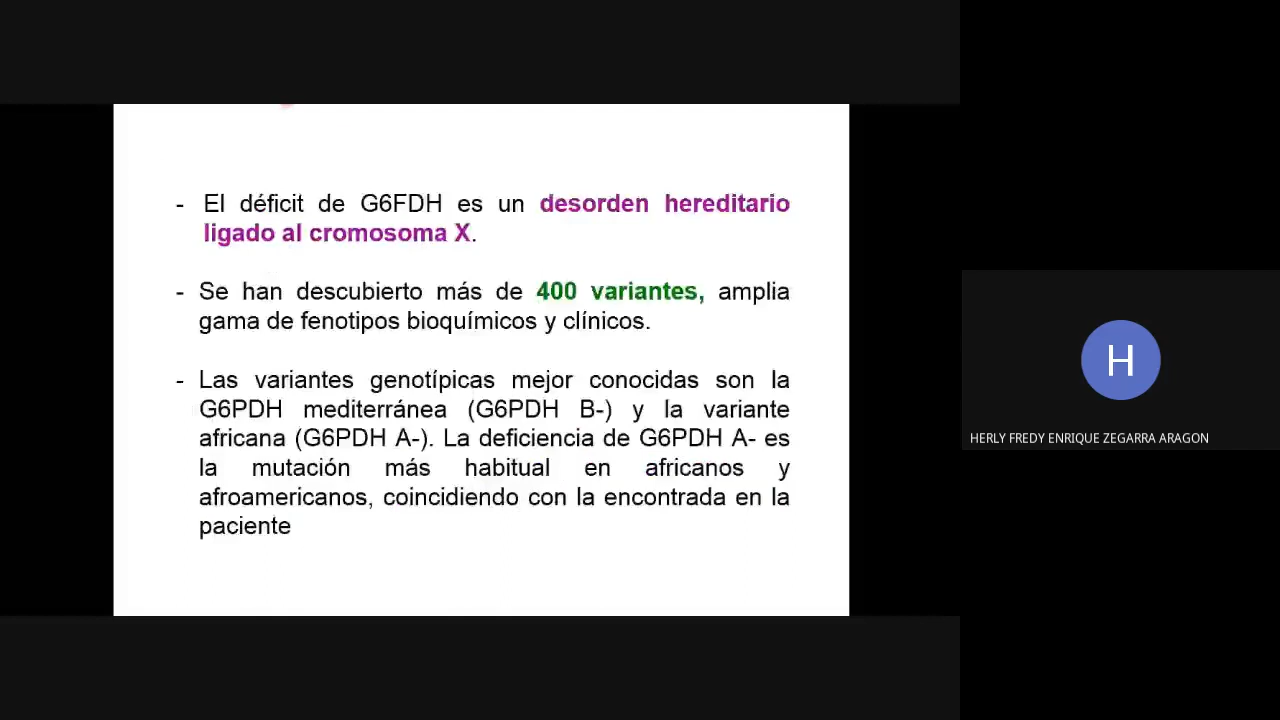 - El déficit de G6FDH es un desorden hereditario
ligado al cromosoma X.
- Se han descubierto más de 400 variantes, amplia
gama de fenotipos bioquímicos y clínicos.
- Las variantes genotípicas mejor conocidas son la
G6PDH mediterránea (G6PDH B-) y la variante
africana (G6PDH A-). La deficiencia de G6PDH A- es
la mutación más habitual en africanos y
afroamericanos, coincidiendo con la encontrada en la
paciente
H
HERLY FREDY ENRIQUE ZEGARRA ARAGON